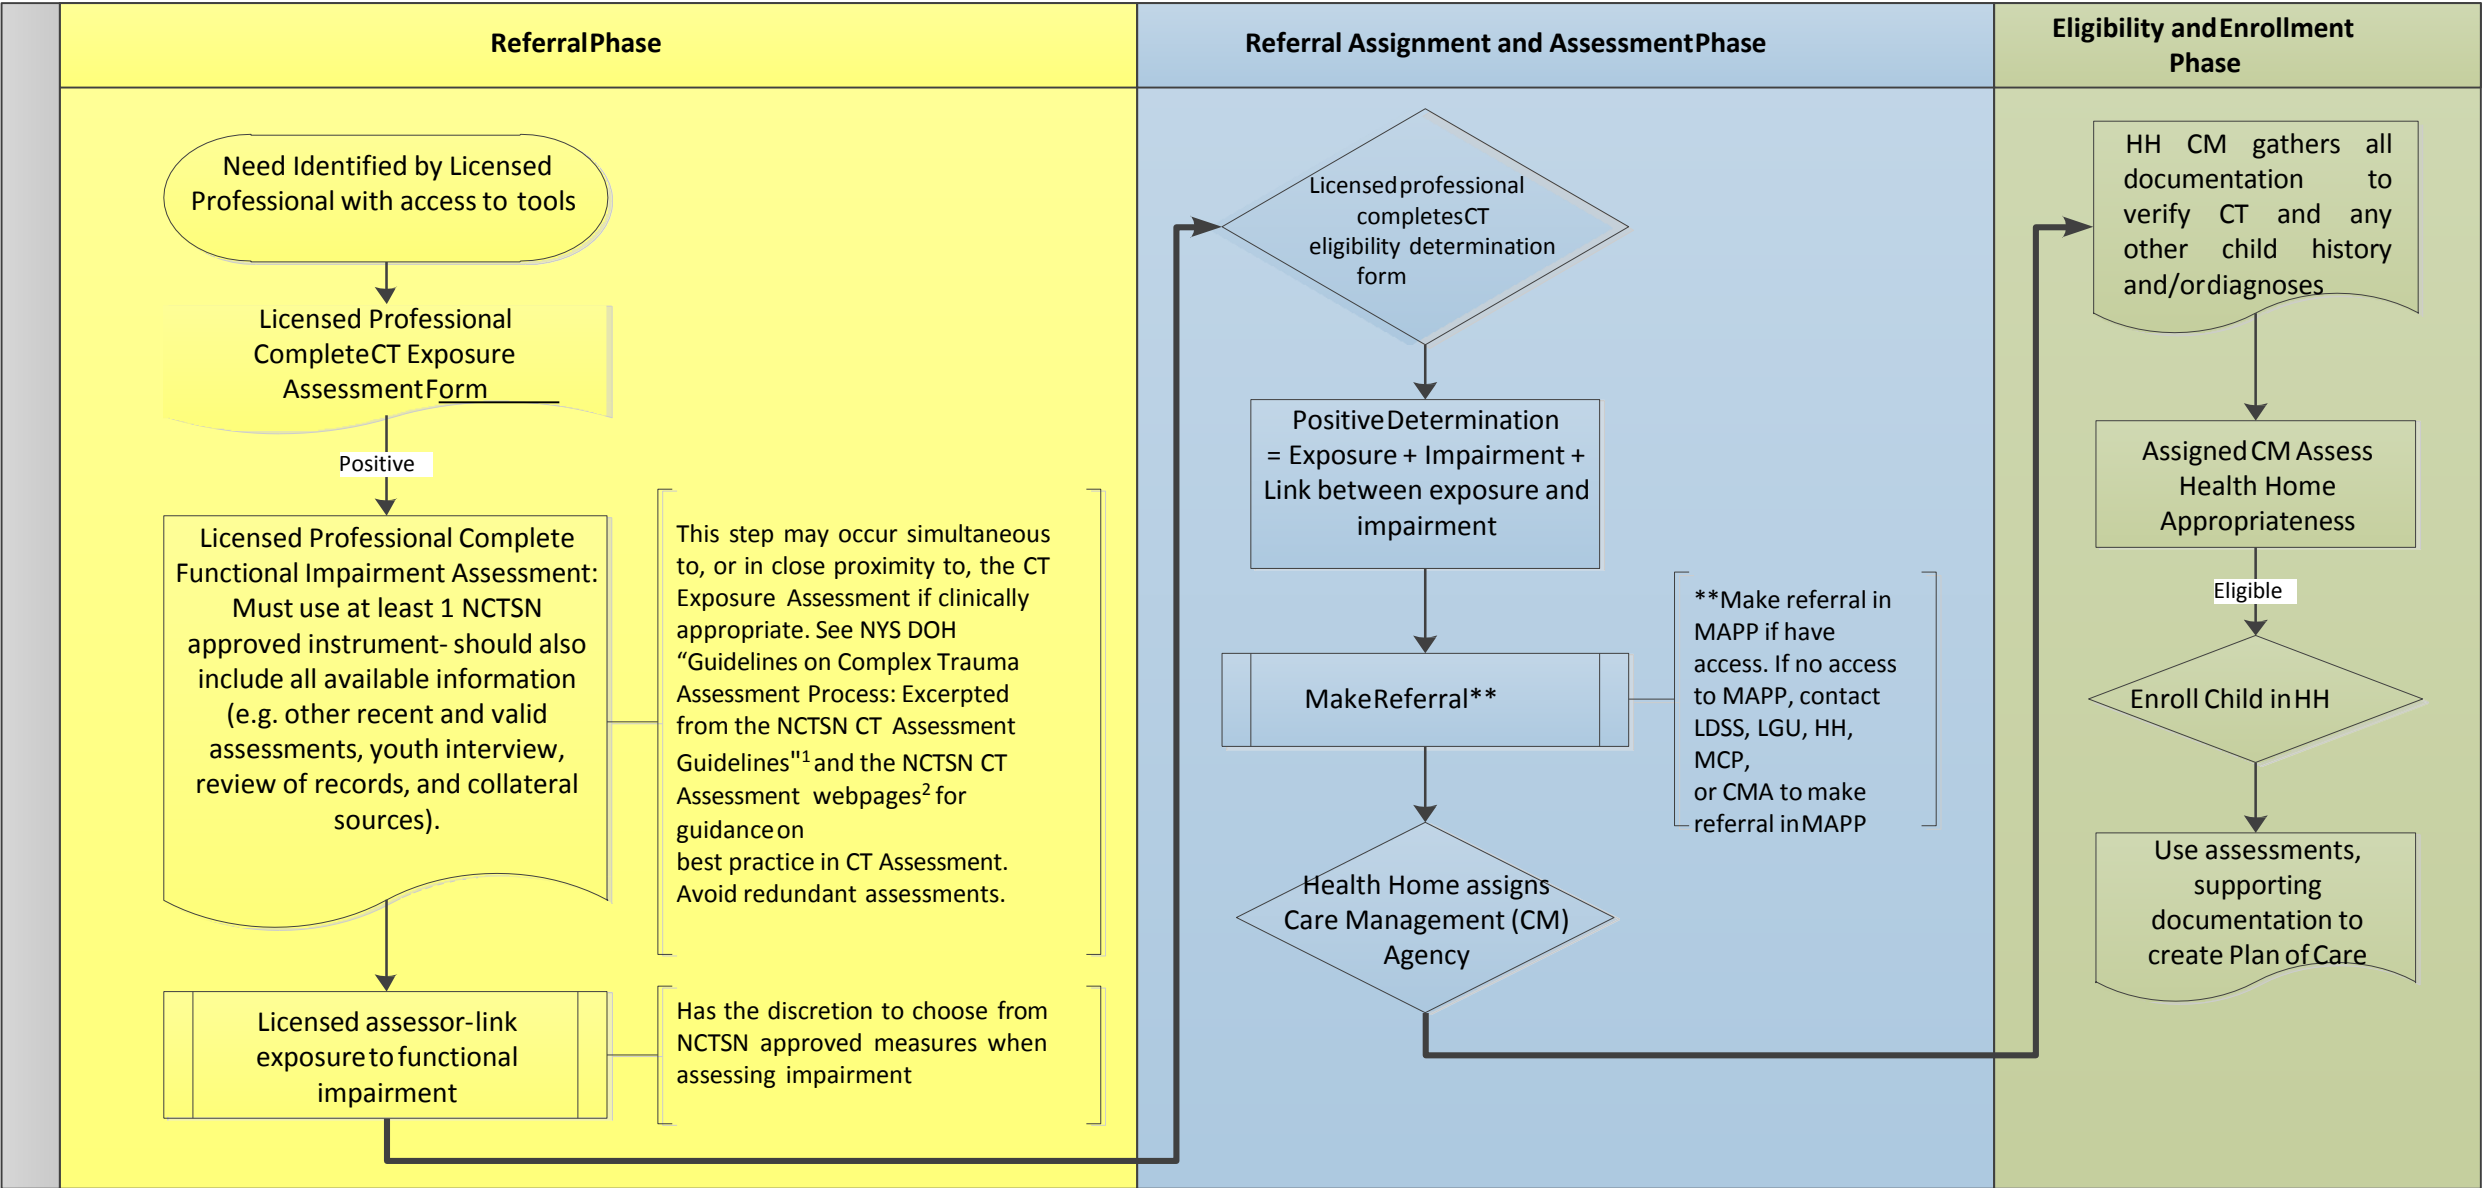 Referral Phase
Need Identified by Licensed
Professional with access to tools
Licensed Professional
Complete CT Exposure
Assessment Form
Positive
Licensed Professional Complete
Functional Impairment Assessment:
Must use at least 1 NCTSN
approved instrument- should also
include all available information
(e.g. other recent and valid
assessments, youth interview,
review of records, and collateral
sources).
This step may occur simultaneous
to, or in close proximity to, the CT
Exposure Assessment if clinically
appropriate. See NYS DOH
“Guidelines on Complex Trauma
Assessment Process: Excerpted
from the NCTSN CT Assessment
Guidelines"1 and the NCTSN CT
Assessment webpages2 for
guidance on
best practice in CT Assessment.
Avoid redundant assessments.
Licensed assessor-link
exposure to functional
impairment
Has the discretion to choose from
NCTSN approved measures when
assessing impairment
Referral Assignment and Assessment Phase
Licensed professional
completes CT
eligibility determination
form
Positive Determination
= Exposure + Impairment +
Link between exposure and
impairment
Make Referral**
**Make referral in
MAPP if have
access. If no access
to MAPP, contact
LDSS, LGU, HH,
MCP,
or CMA to make
referral in MAPP
Health Home assigns
Care Management (CM)
Agency
Eligibility and Enrollment
Phase
HH CM gathers all
documentation to
verify CT and any
other child history
and/or diagnoses
Assigned CM Assess
Health Home
Appropriateness
Eligible
Enroll Child in HH
Use assessments,
supporting
documentation to
create Plan of Care